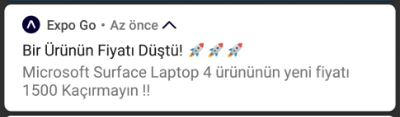 Expo Go • Az önce
Bir Ürünün Fiyatı Düştü! 🚀 🚀 🚀
Microsoft Surface Laptop 4 ürününün yeni fiyatı
1500 Kaçırmayın !!